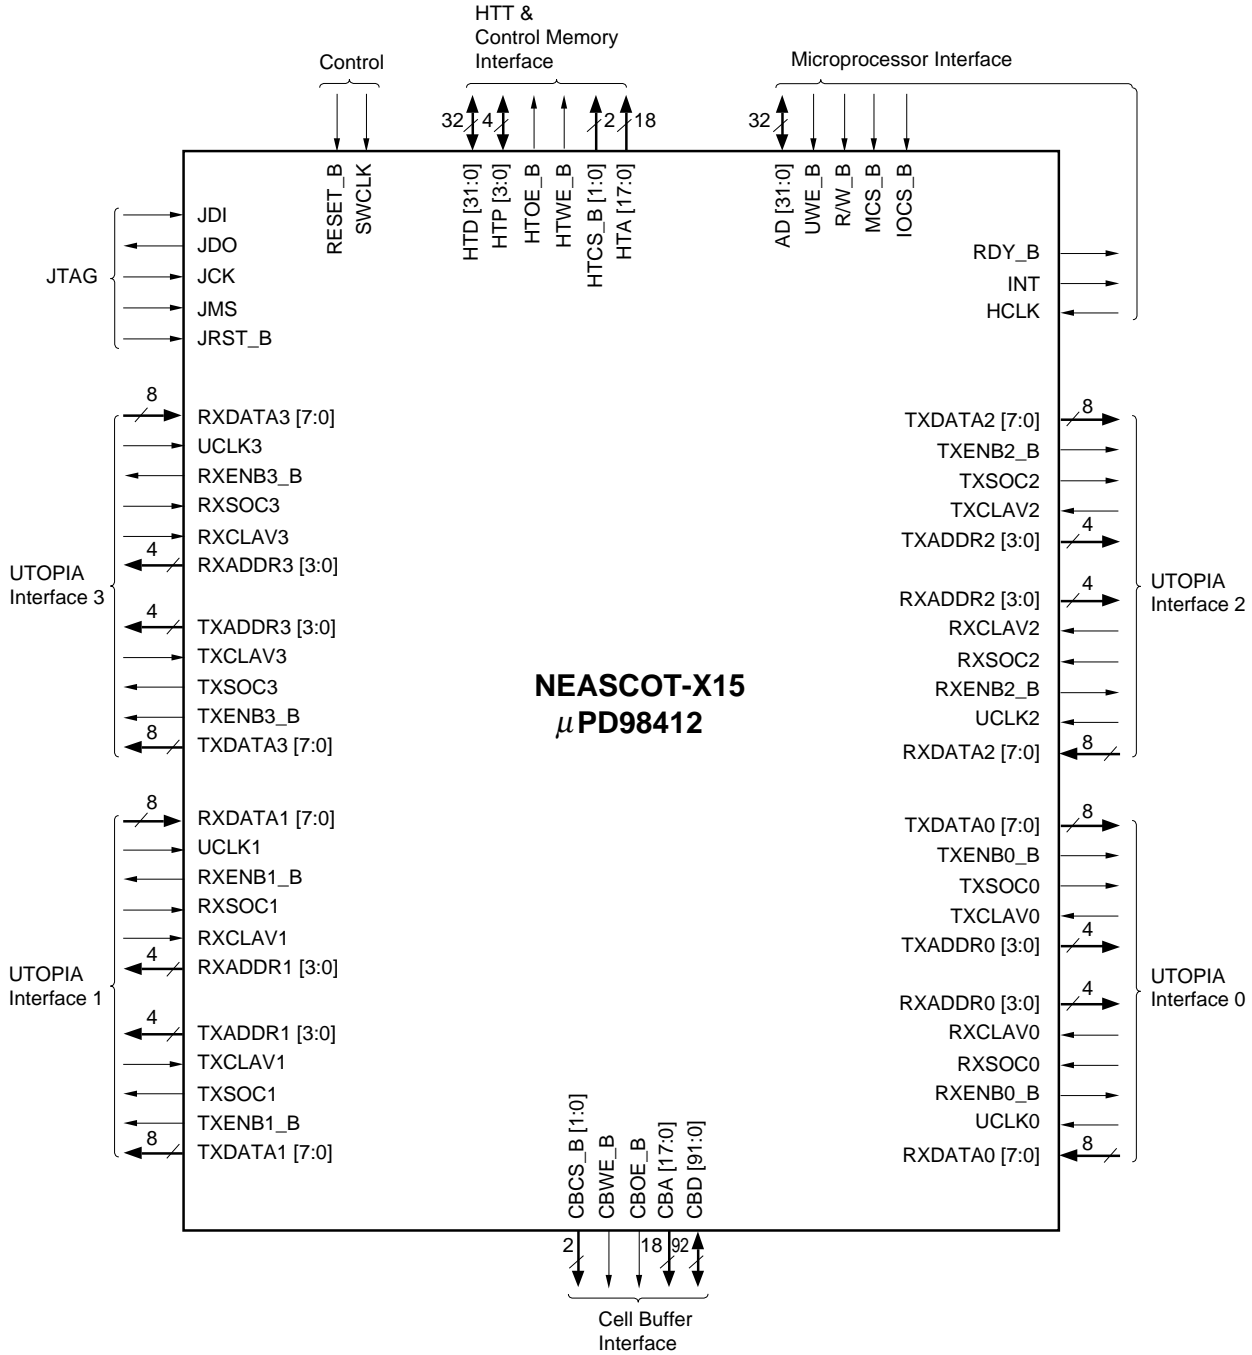 HTT &
Control Memory
Interface
Control
Microprocessor Interface
32
4
2
18
32
RESET_B
SWCLK
HTD [31:0]
HTP [3:0]
HTOE_B
HTWE_B
HTCS_B [1:0]
HTA [17:0]
AD [31:0]
UWE_B
R/W_B
MCS_B
IOCS_B
JTAG
JDI
JDO
JCK
JMS
JRST_B
RDY_B
INT
HCLK
UTOPIA
Interface 3
8
RXDATA3 [7:0]
UCLK3
RXENB3_B
RXSOC3
RXCLAV3
4
RXADDR3 [3:0]
4
TXADDR3 [3:0]
TXCLAV3
TXSOC3
TXENB3_B
8
TXDATA3 [7:0]
TXDATA2 [7:0]
8
TXENB2_B
TXSOC2
TXCLAV2
TXADDR2 [3:0]
4
RXADDR2 [3:0]
4
RXCLAV2
RXSOC2
RXENB2_B
UCLK2
RXDATA2 [7:0]
8
UTOPIA
Interface 2
NEASCOT-X15
μPD98412
UTOPIA
Interface 1
8
RXDATA1 [7:0]
UCLK1
RXENB1_B
RXSOC1
RXCLAV1
4
RXADDR1 [3:0]
4
TXADDR1 [3:0]
TXCLAV1
TXSOC1
TXENB1_B
8
TXDATA1 [7:0]
TXDATA0 [7:0]
8
TXENB0_B
TXSOC0
TXCLAV0
TXADDR0 [3:0]
4
RXADDR0 [3:0]
4
RXCLAV0
RXSOC0
RXENB0_B
UCLK0
RXDATA0 [7:0]
8
UTOPIA
Interface 0
CBCS_B [1:0]
CBWE_B
CBOE_B
CBA [17:0]
CBD [91:0]
2
18
92
Cell Buffer
Interface